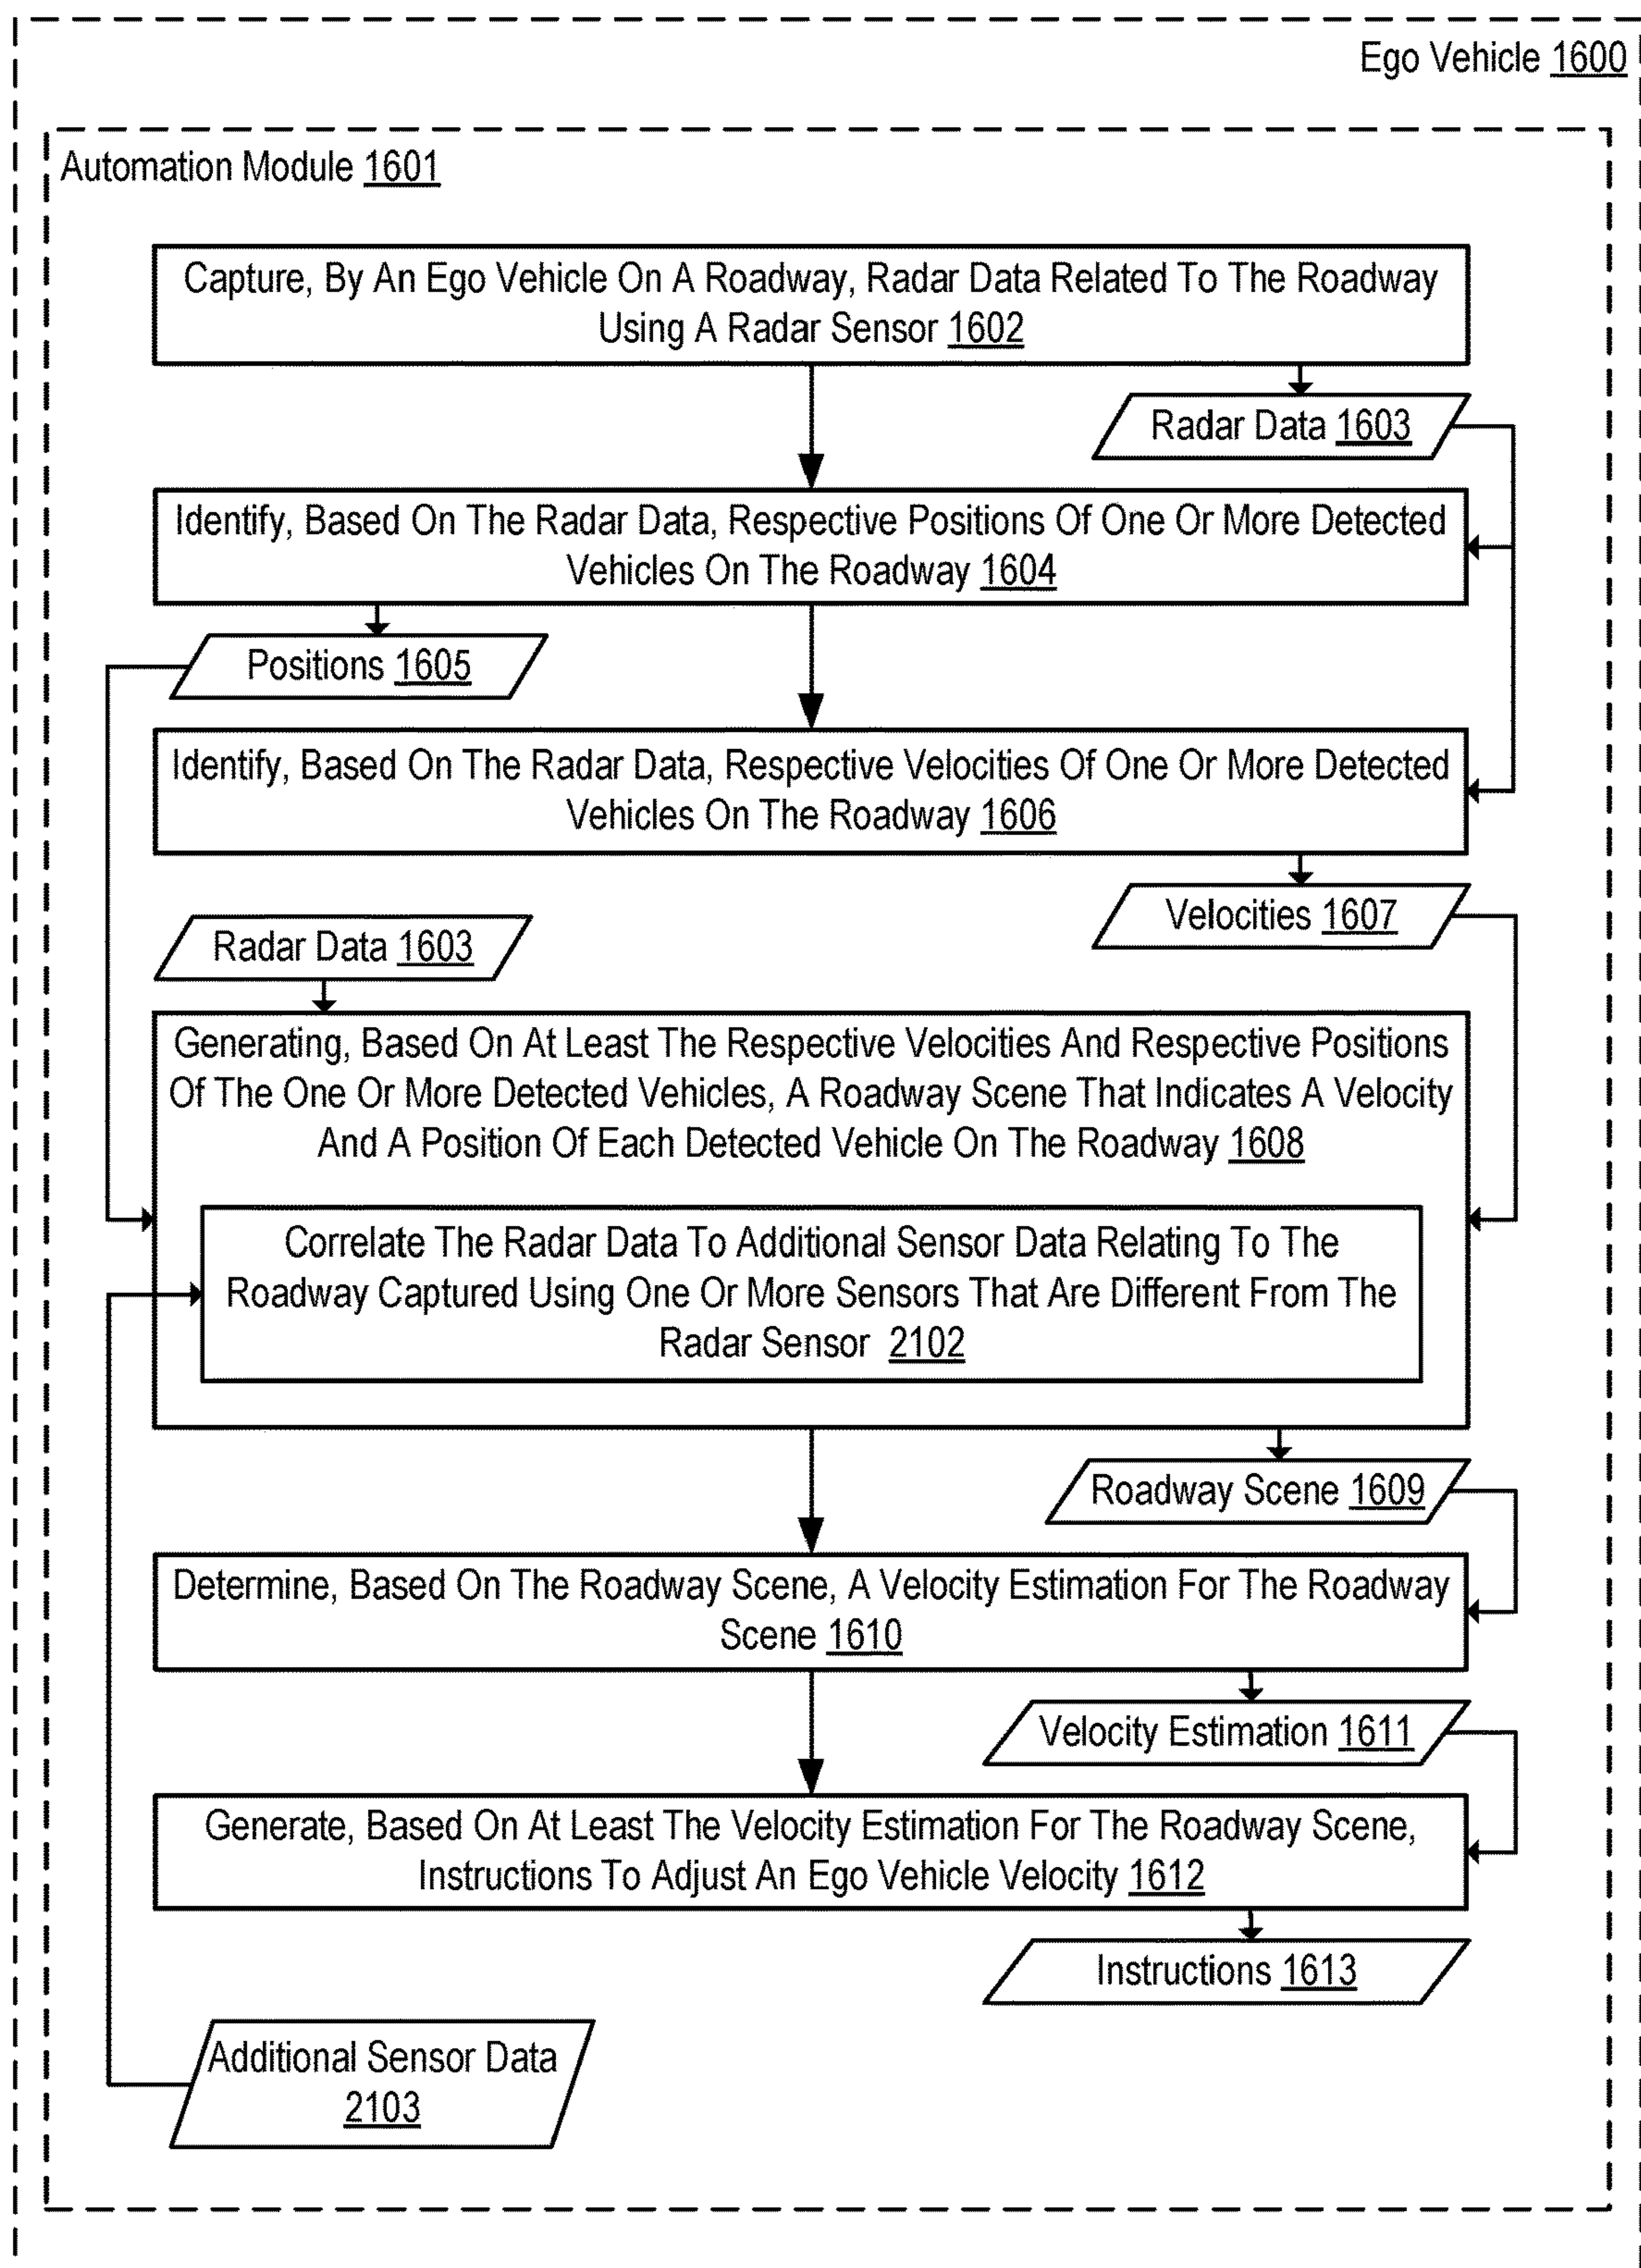 Ego Vehicle 1600
Automation Module 1601
Capture, By An Ego Vehicle On A Roadway, Radar Data Related To The Roadway
Using A Radar Sensor 1602
Radar Data 1603
Identify, Based On The Radar Data, Respective Positions Of One Or More Detected
Vehicles On The Roadway 1604
Positions 1605
Identify, Based On The Radar Data, Respective Velocities Of One Or More Detected
Vehicles On The Roadway 1606
Velocities 1607
Radar Data 1603
Generating, Based On At Least The Respective Velocities And Respective Positions
Of The One Or More Detected Vehicles, A Roadway Scene That Indicates A Velocity
And A Position Of Each Detected Vehicle On The Roadway 1608
Correlate The Radar Data To Additional Sensor Data Relating To The
Roadway Captured Using One Or More Sensors That Are Different From The
Radar Sensor 2102
Roadway Scene 1609
Determine, Based On The Roadway Scene, A Velocity Estimation For The Roadway
Scene 1610
Velocity Estimation 1611
Generate, Based On At Least The Velocity Estimation For The Roadway Scene,
Instructions To Adjust An Ego Vehicle Velocity 1612
Instructions 1613
Additional Sensor Data
2103